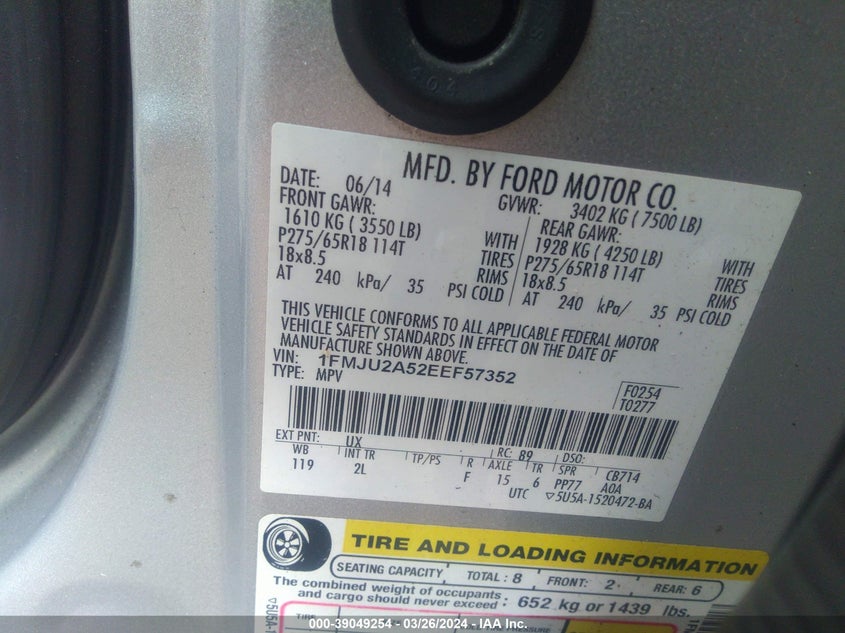 MFD. BY FORD MOTOR CO.
DATE: 06/14
GVWR: 3402 KG ( 7500 LB)
FRONT GAWR:
1610 KG ( 3550 LB) WITH
P275/65R18 114T TIRES
18x8.5 RIMS
AT 240 kPa/ 35 PSI COLD
REAR GAWR:
1928 KG ( 4250 LB) WITH
P275/65R18 114T TIRES
18x8.5 RIMS
AT 240 kPa/ 35 PSI COLD
THIS VEHICLE CONFORMS TO ALL APPLICABLE FEDERAL MOTOR
VEHICLE SAFETY STANDARDS IN EFFECT ON THE DATE OF
MANUFACTURE SHOWN ABOVE.
VIN: 1FMJU2A52EEF57352
TYPE: MPV
F0254
T0277
EXT PNT: UX RC: 89 DSO:
WB INT TR TP/PS R AXLE TR SPR CB714
119 2L F 15 6 PP77 A0A
UTC ▽5U5A-1520472-BA
TIRE AND LOADING INFORMATION
SEATING CAPACITY TOTAL: 8 FRONT: 2 REAR: 6
The combined weight of occupants
and cargo should never exceed: 652 kg or 1439 lbs.
000-39049254 - 03/26/2024 - IAA Inc.